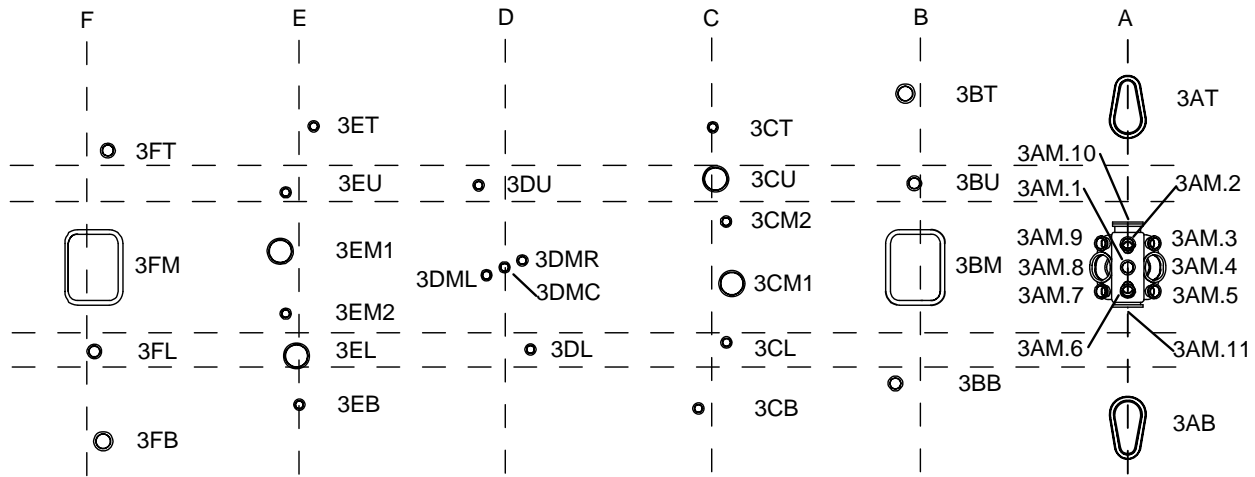 F E D C B A
3BT
3AT
3ET
3CT
3FT
3AM.10
3EU
3DU
3CU
3BU
3AM.1
3AM.2
3CM2
3AM.9
3AM.3
3FM
3EM1
3DMR
3BM
3AM.8
3AM.4
3DML
3DMC
3CM1
3AM.7
3AM.5
3EM2
3FL
3EL
3DL
3CL
3AM.6
3AM.11
3BB
3EB
3CB
3AB
3FB